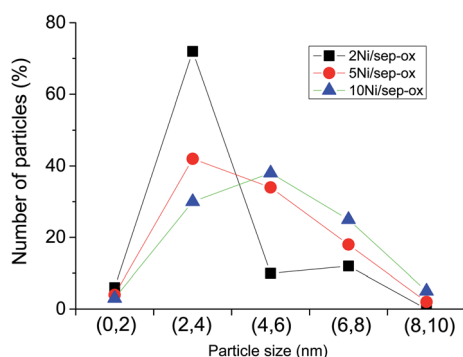 80
60
40
20
0
Number of particles (%)
2Ni/sep-ox
5Ni/sep-ox
10Ni/sep-ox
(0,2) (2,4) (4,6) (6,8) (8,10)
Particle size (nm)